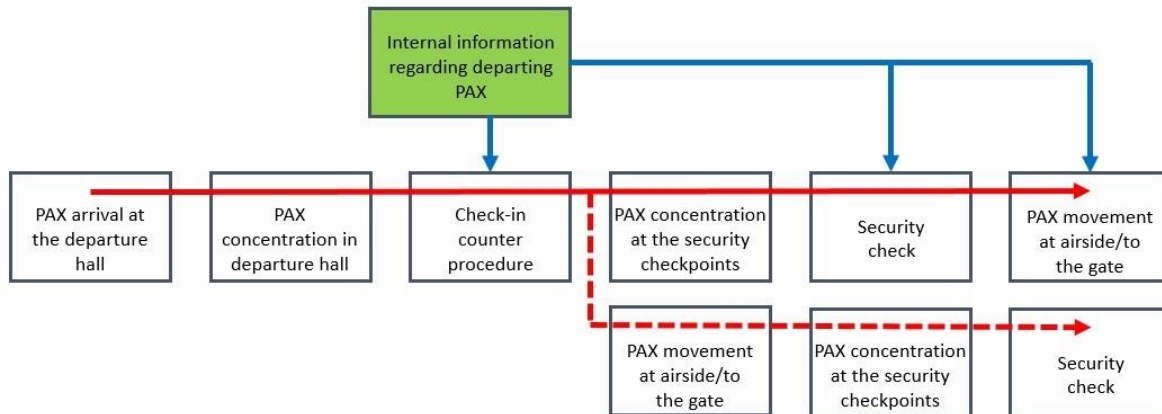 Internal information
regarding departing
PAX
PAX arrival at
the departure
hall
PAX
concentration in
departure hall
Check-in
counter
procedure
PAX concentration
at the security
checkpoints
Security
check
PAX movement
at airside/to
the gate
PAX movement
at airside/to
the gate
PAX concentration
at the security
checkpoints
Security
check